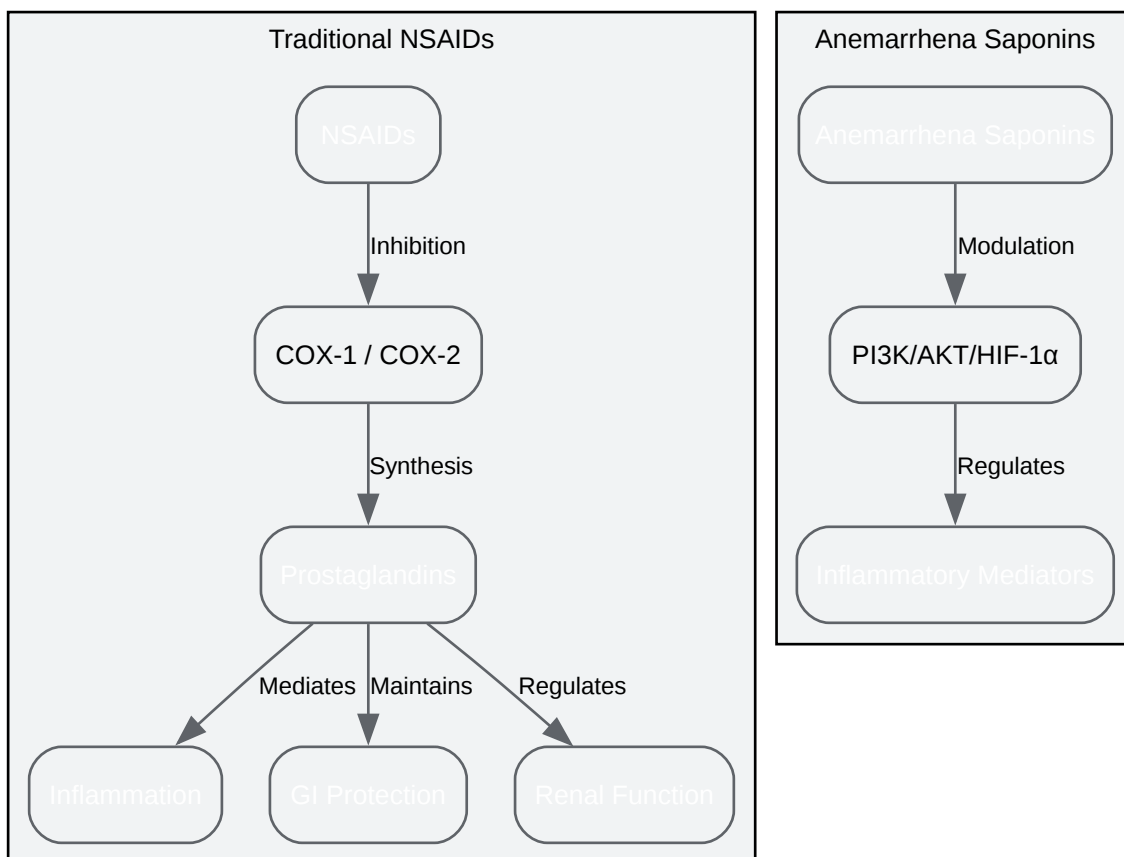 Traditional NSAIDs
NSAIDs
Inhibition
COX-1 / COX-2
Synthesis
Prostaglandins
Mediates
Maintains
Regulates
Inflammation
GI Protection
Renal Function
Anemarrhena Saponins
Anemarrhena Saponins
Modulation
PI3K/AKT/HIF-1α
Regulates
Inflammatory Mediators